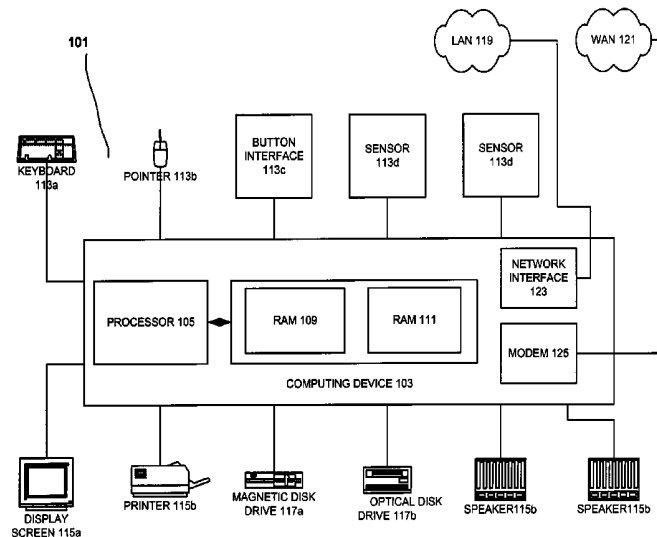 101
LAN 119
WAN 121
KEYBOARD
113a
POINTER 113b
BUTTON
INTERFACE
113c
SENSOR
113d
SENSOR
113d
NETWORK
INTERFACE
123
PROCESSOR 105
RAM 109
RAM 111
MODEM 125
COMPUTING DEVICE 103
DISPLAY
SCREEN 115a
PRINTER 115b
MAGNETIC DISK
DRIVE 117a
OPTICAL DISK
DRIVE 117b
SPEAKER115b
SPEAKER115b